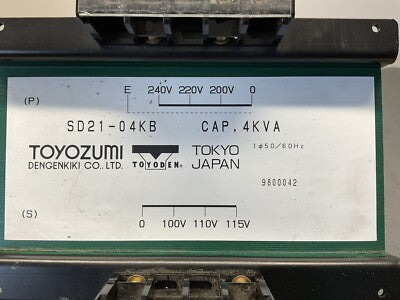 E 240V 220V 200V 0
(P)
SD21-04KB CAP, 4KVA
TOYOZUMI TOKYO 1φ50/60Hz
DENGENKIKI CO., LTD. TOYODEN JAPAN
9800042
(S)
0 100V 110V 115V